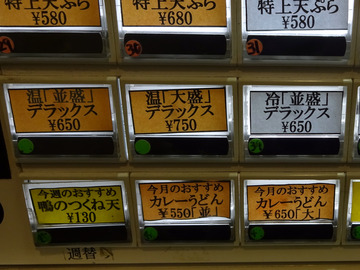 特上天ぷら
¥580
特上天ぷら
¥680
特上天ぷら
¥580
31
温「並盛」
デラックス
¥650
温「大盛」
デラックス
¥750
冷「並盛」
デラックス
¥650
今週のおすすめ
鴨のつくね天
¥130
今月のおすすめ
カレーうどん
¥550「並」
今月のおすすめ
カレーうどん
¥650「大」
週替